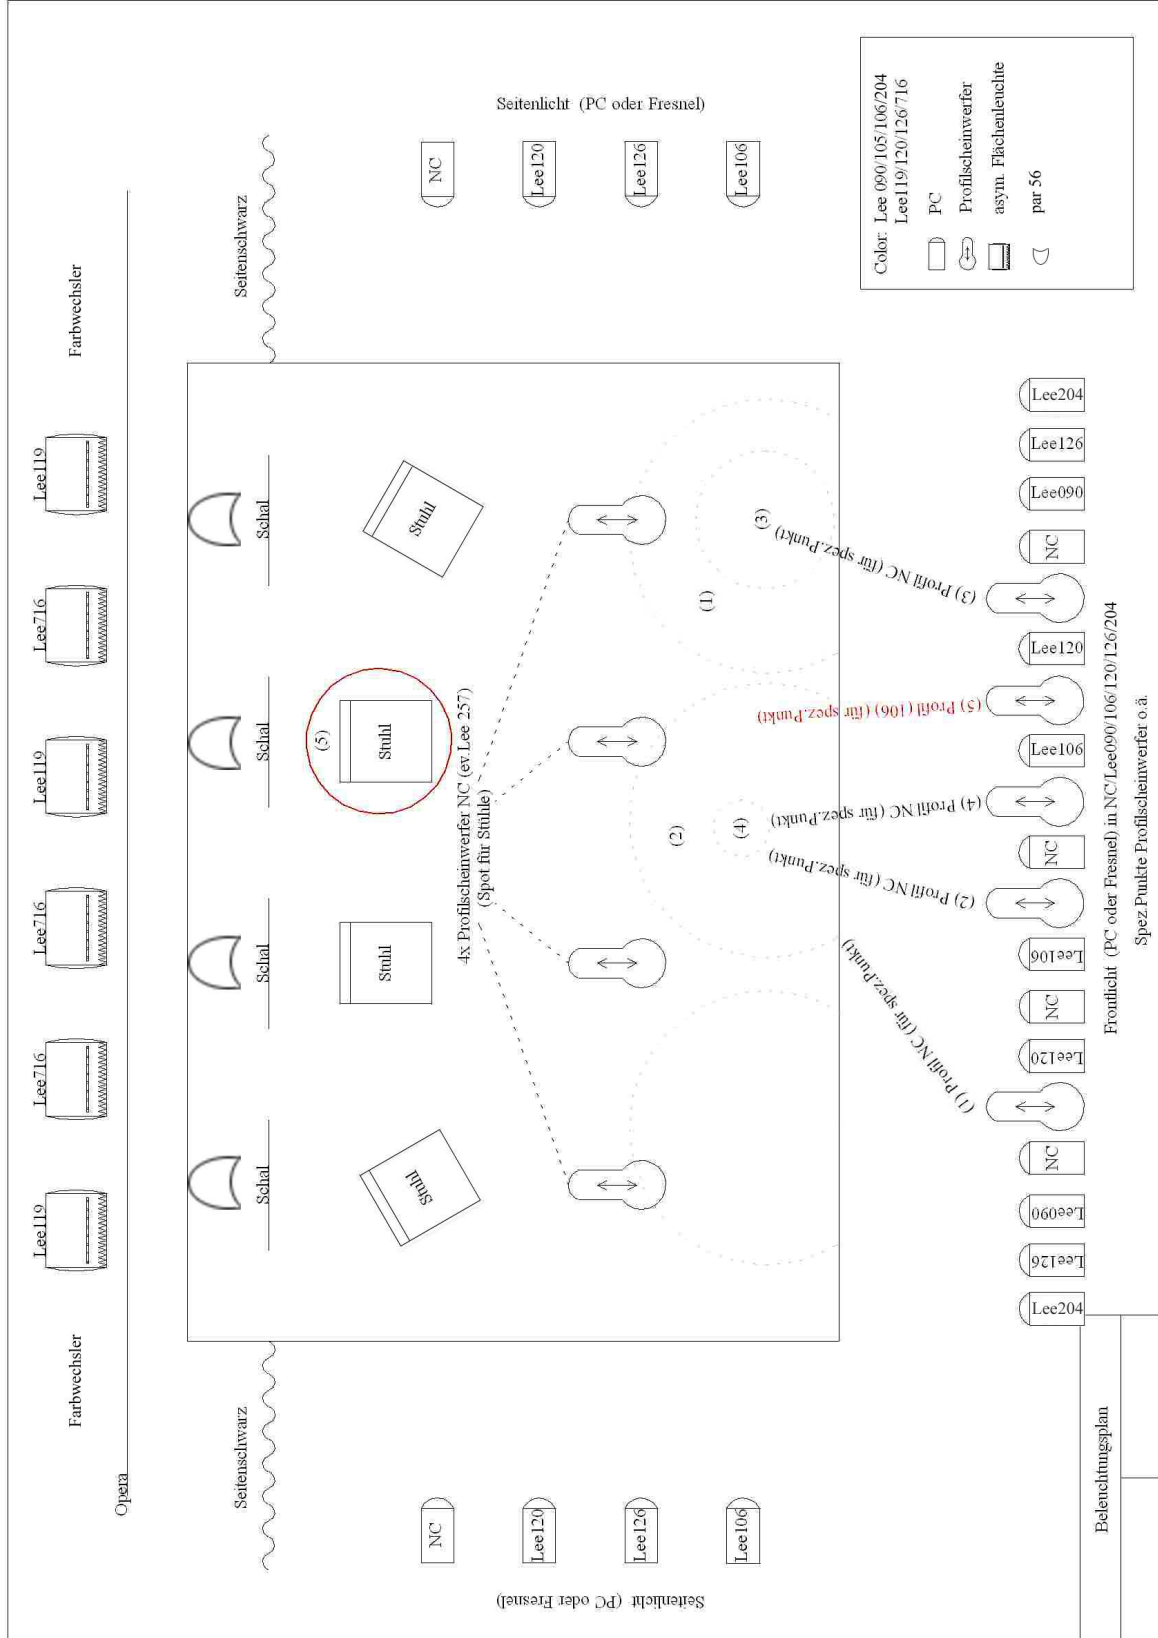 Seitenlicht (PC oder Fresnel)
Farbwechsler
Lee119
Lee716
Lee119
Lee716
Lee716
Lee119
Farbwechsler
Opera
Seitenschwarz
Seitenschwarz
Schal
Schal
Schal
Schal
Stuhl
(5)
Stuhl
Stuhl
Stuhl
4x Profilscheinwerfer NC (ev.Lee 257)
(Spot für Stühle)
NC
Lee120
Lee126
Lee106
NC
Lee120
Lee126
Lee106
Seitenlicht (PC oder Fresnel)
(1)
(3)
(2)
(4)
(3) Profil NC (für spez.Punkt)
(5) Profil (106) (für spez.Punkt)
(4) Profil NC (für spez.Punkt)
(2) Profil NC (für spez.Punkt)
(1) Profil NC (für spez.Punkt)
Lee204
Lee126
Lee090
NC
Lee120
Lee106
NC
Lee106
NC
Lee120
NC
Lee090
Lee126
Lee204
Frontlicht (PC oder Fresnel) in NC/Lee090/106/120/126/204
Spez.Punkte Profilscheinwerfer o.ä.
Color: Lee 090/105/106/204
Lee119/120/126/716
PC
Profilscheinwerfer
asym. Flächenleuchte
par 56
Beleuchtungsplan